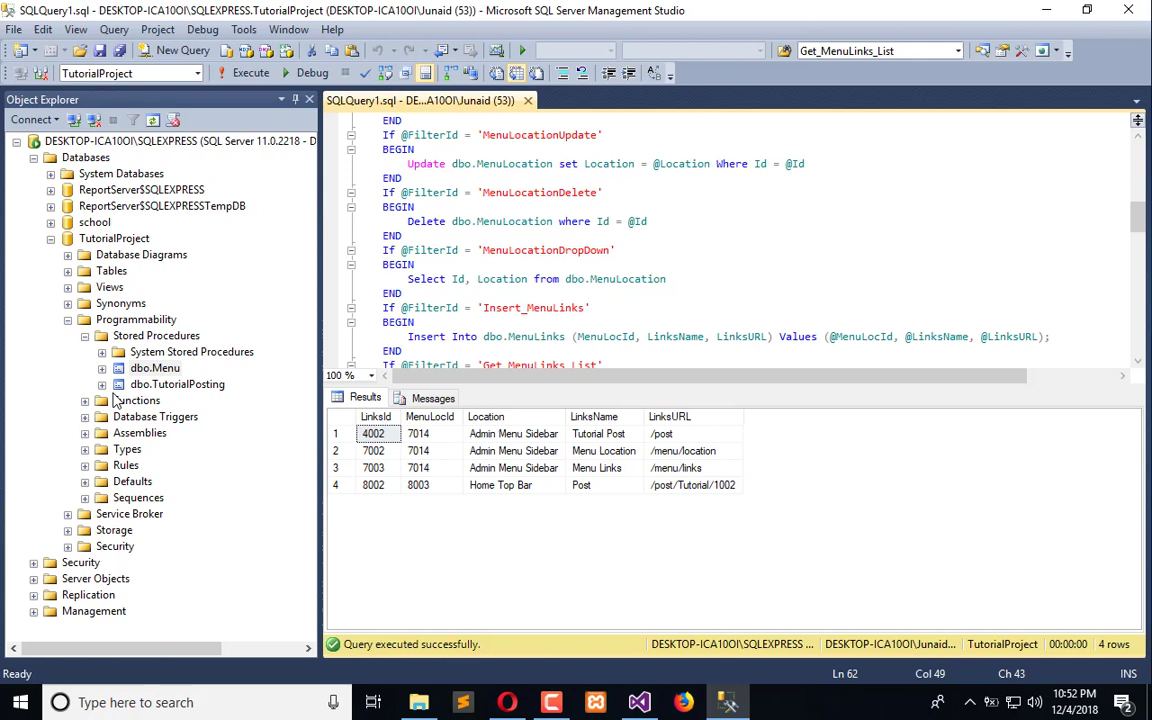 SQLQuery1.sql - DESKTOP-ICA10OI\SQLEXPRESS.TutorialProject (DESKTOP-ICA10OI\Junaid (53)) - Microsoft SQL Server Management Studio
File Edit View Query Project Debug Tools Window Help
New Query Get_MenuLinks_List
TutorialProject Execute Debug
Object Explorer
Connect
DESKTOP-ICA10OI\SQLEXPRESS (SQL Server 11.0.2218 - D
Databases
System Databases
ReportServer$SQLEXPRESS
ReportServer$SQLEXPRESSTempDB
school
TutorialProject
Database Diagrams
Tables
Views
Synonyms
Programmability
Stored Procedures
System Stored Procedures
dbo.Menu
dbo.TutorialPosting
Functions
Database Triggers
Assemblies
Types
Rules
Defaults
Sequences
Service Broker
Storage
Security
Security
Server Objects
Replication
Management
SQLQuery1.sql - DE...A10OI\Junaid (53))
END
If @FilterId = 'MenuLocationUpdate'
BEGIN
Update dbo.MenuLocation set Location = @Location Where Id = @Id
END
If @FilterId = 'MenuLocationDelete'
BEGIN
Delete dbo.MenuLocation where Id = @Id
END
If @FilterId = 'MenuLocationDropDown'
BEGIN
Select Id, Location from dbo.MenuLocation
END
If @FilterId = 'Insert_MenuLinks'
BEGIN
Insert Into dbo.MenuLinks (MenuLocId, LinksName, LinksURL) Values (@MenuLocId, @LinksName, @LinksURL);
END
If @FilterId = 'Get_MenuLinks_List'
100 %
Results Messages
LinksId MenuLocId Location LinksName LinksURL
1 4002 7014 Admin Menu Sidebar Tutorial Post /post
2 7002 7014 Admin Menu Sidebar Menu Location /menu/location
3 7003 7014 Admin Menu Sidebar Menu Links /menu/links
4 8002 8003 Home Top Bar Post /post/Tutorial/1002
Query executed successfully. DESKTOP-ICA10OI\SQLEXPRESS ... DESKTOP-ICA10OI\Junaid... TutorialProject 00:00:00 4 rows
Ready Ln 62 Col 49 Ch 43 INS
Type here to search
10:52 PM
12/4/2018
2